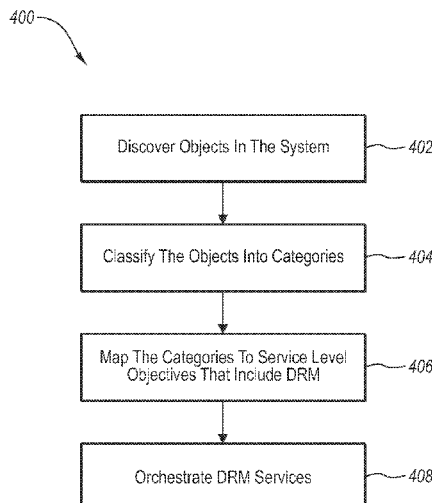 400
Discover Objects In The System
402
Classify The Objects Into Categories
404
Map The Categories To Service Level
Objectives That Include DRM
406
Orchestrate DRM Services
408